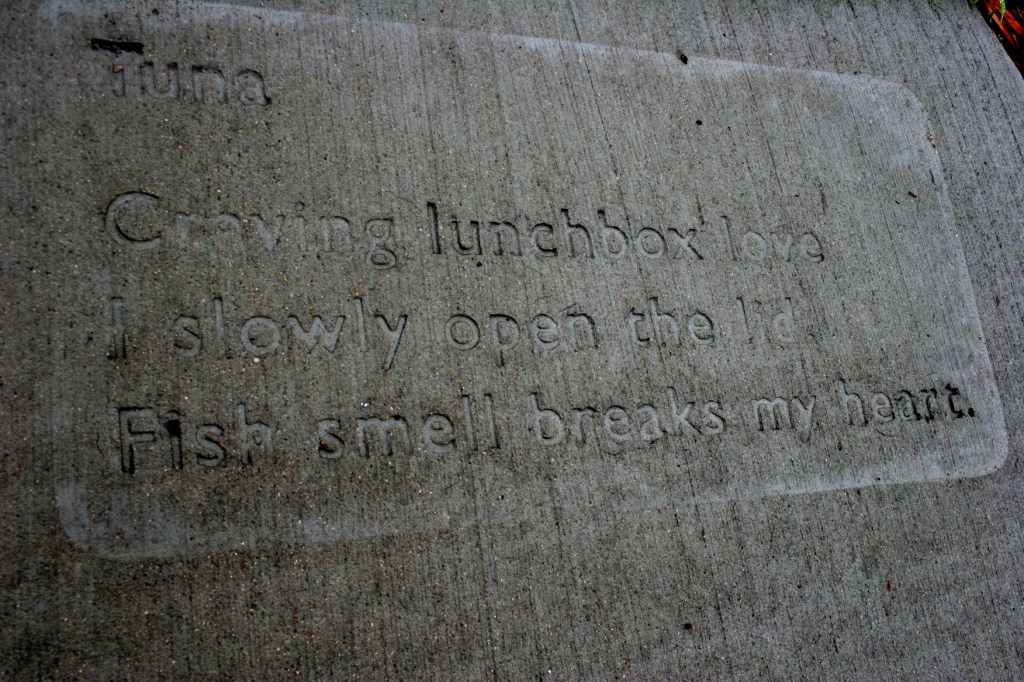 Tuna
Craving lunchbox love
I slowly open the lid
Fish smell breaks my heart.